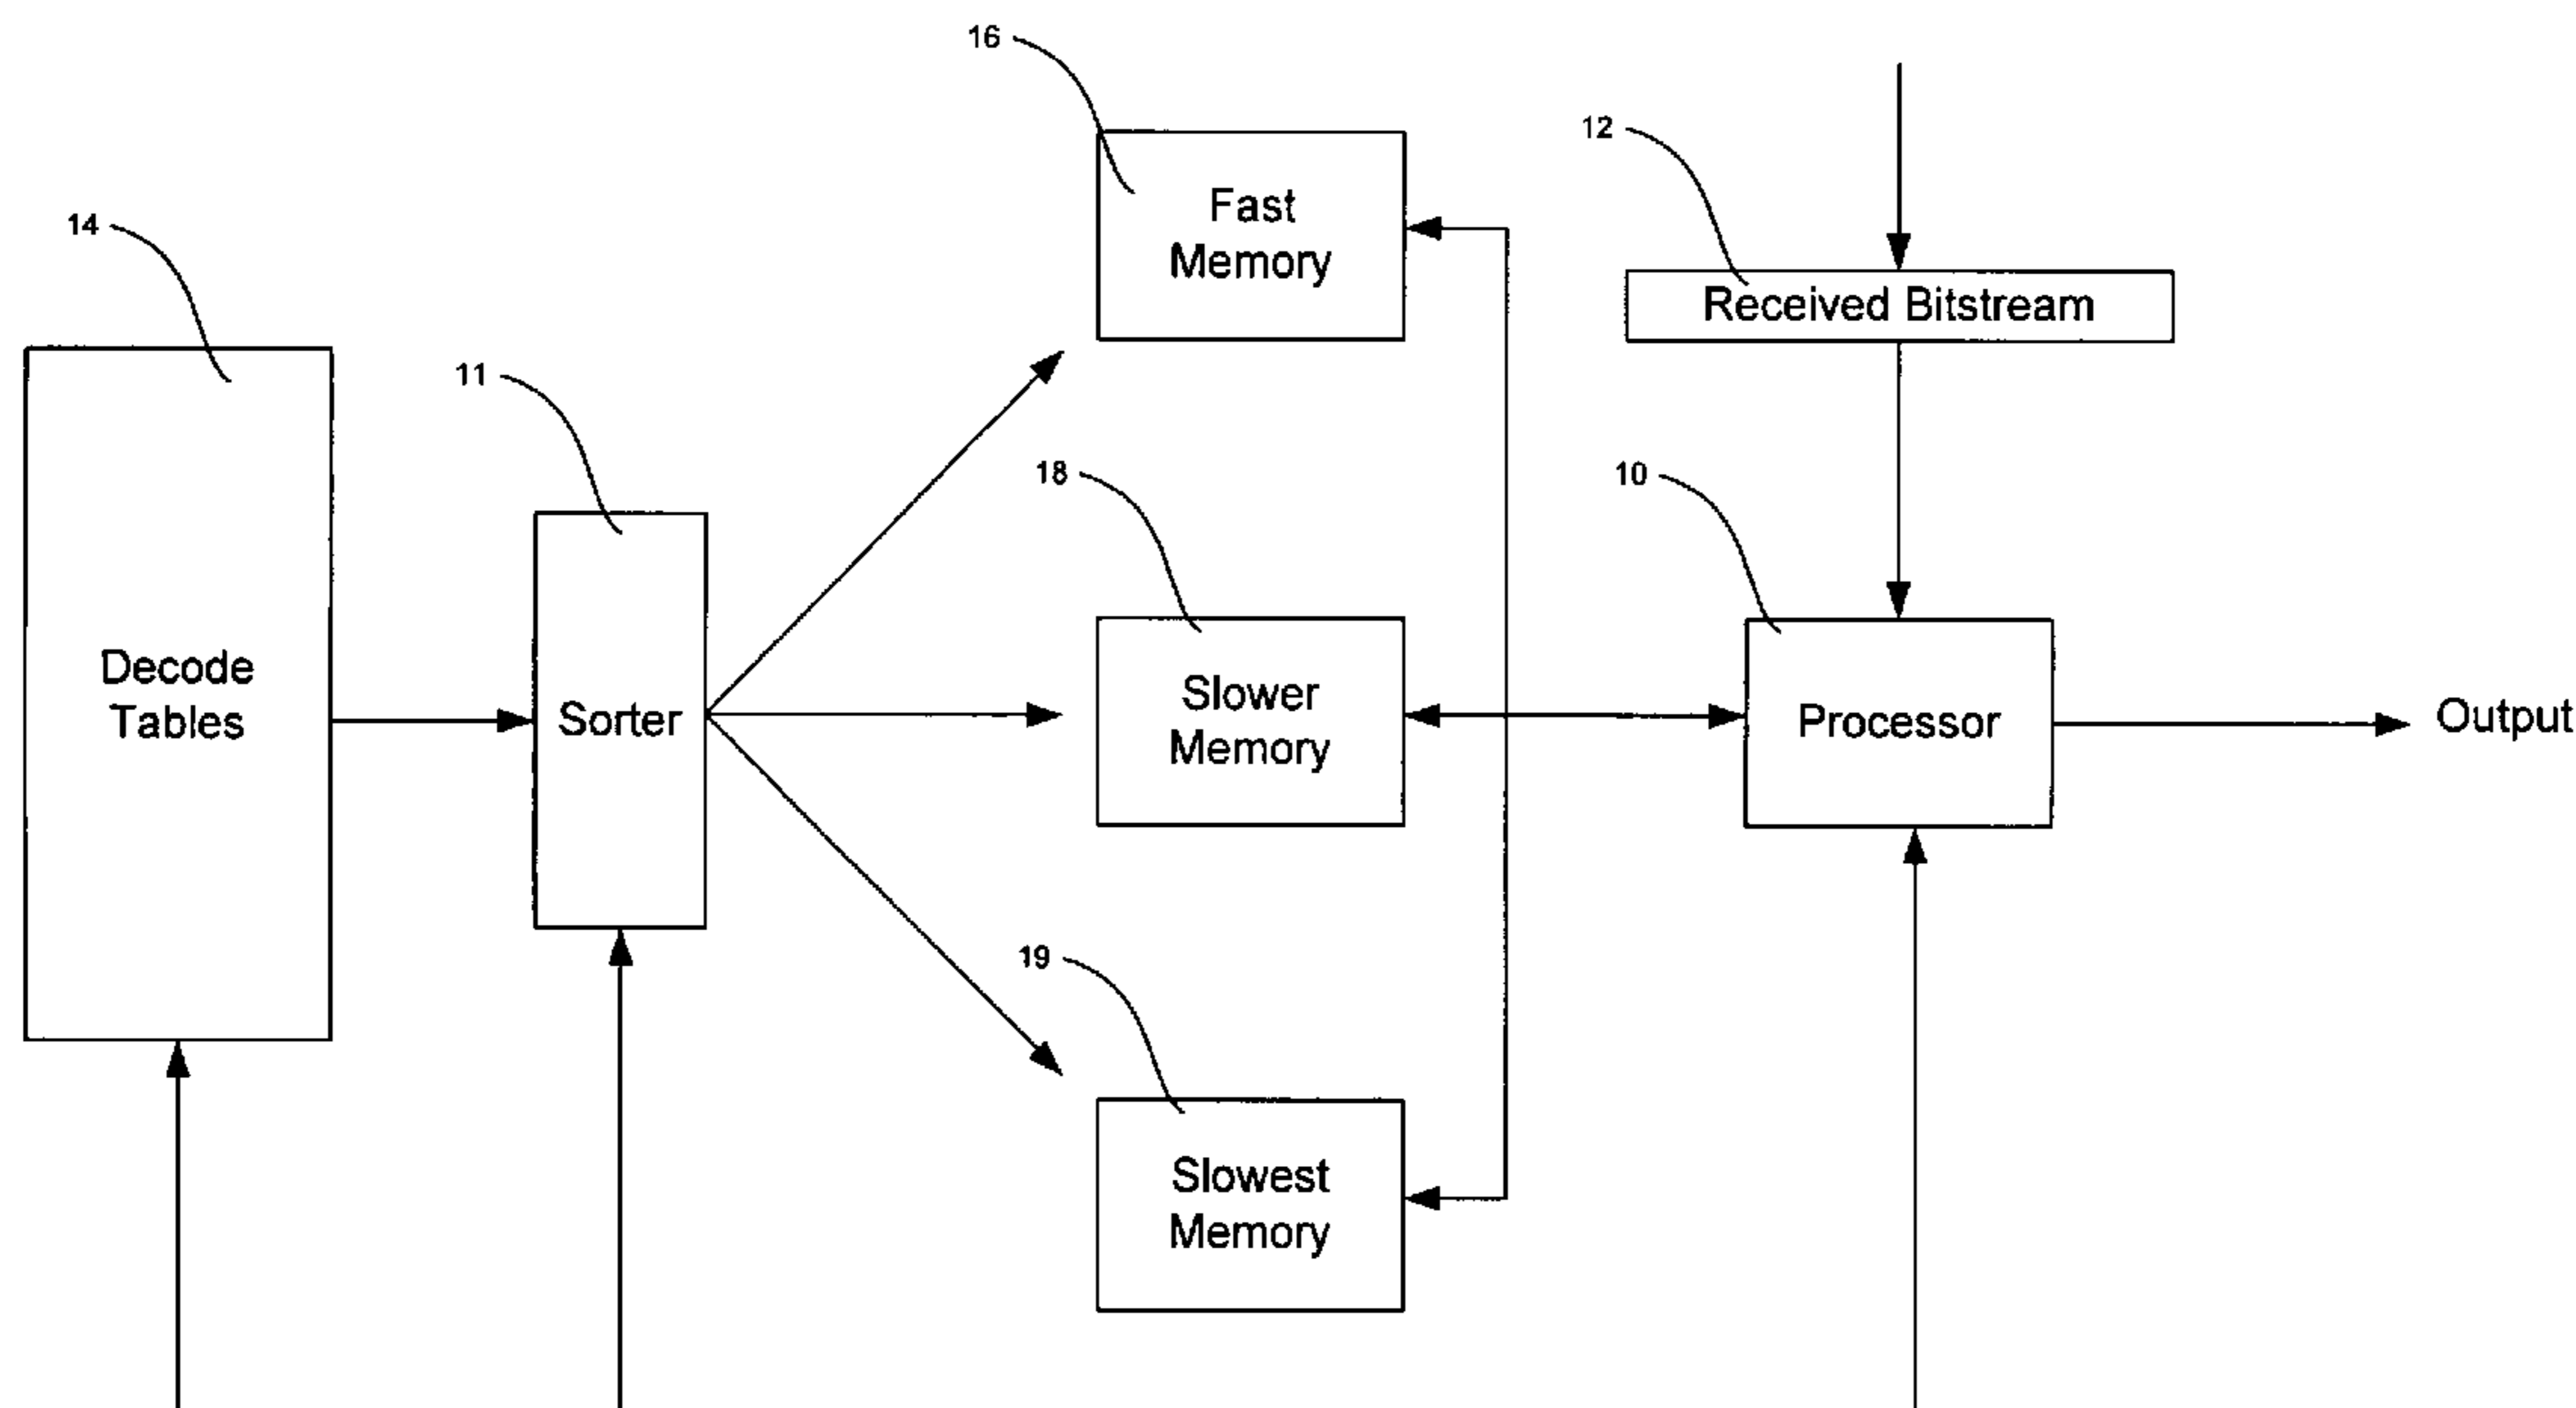 16
12
Fast
Memory
14
Received Bitstream
11
18
10
Decode
Tables
Sorter
Slower
Memory
Processor
Output
19
Slowest
Memory